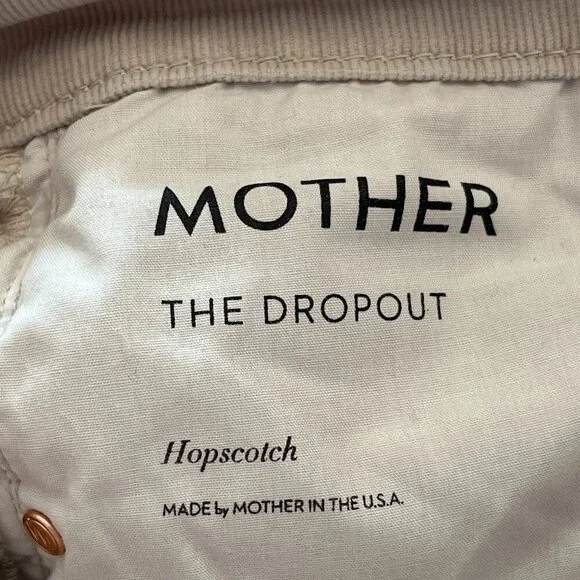 MOTHER
THE DROPOUT
Hopscotch
MADE by MOTHER IN THE U.S.A.